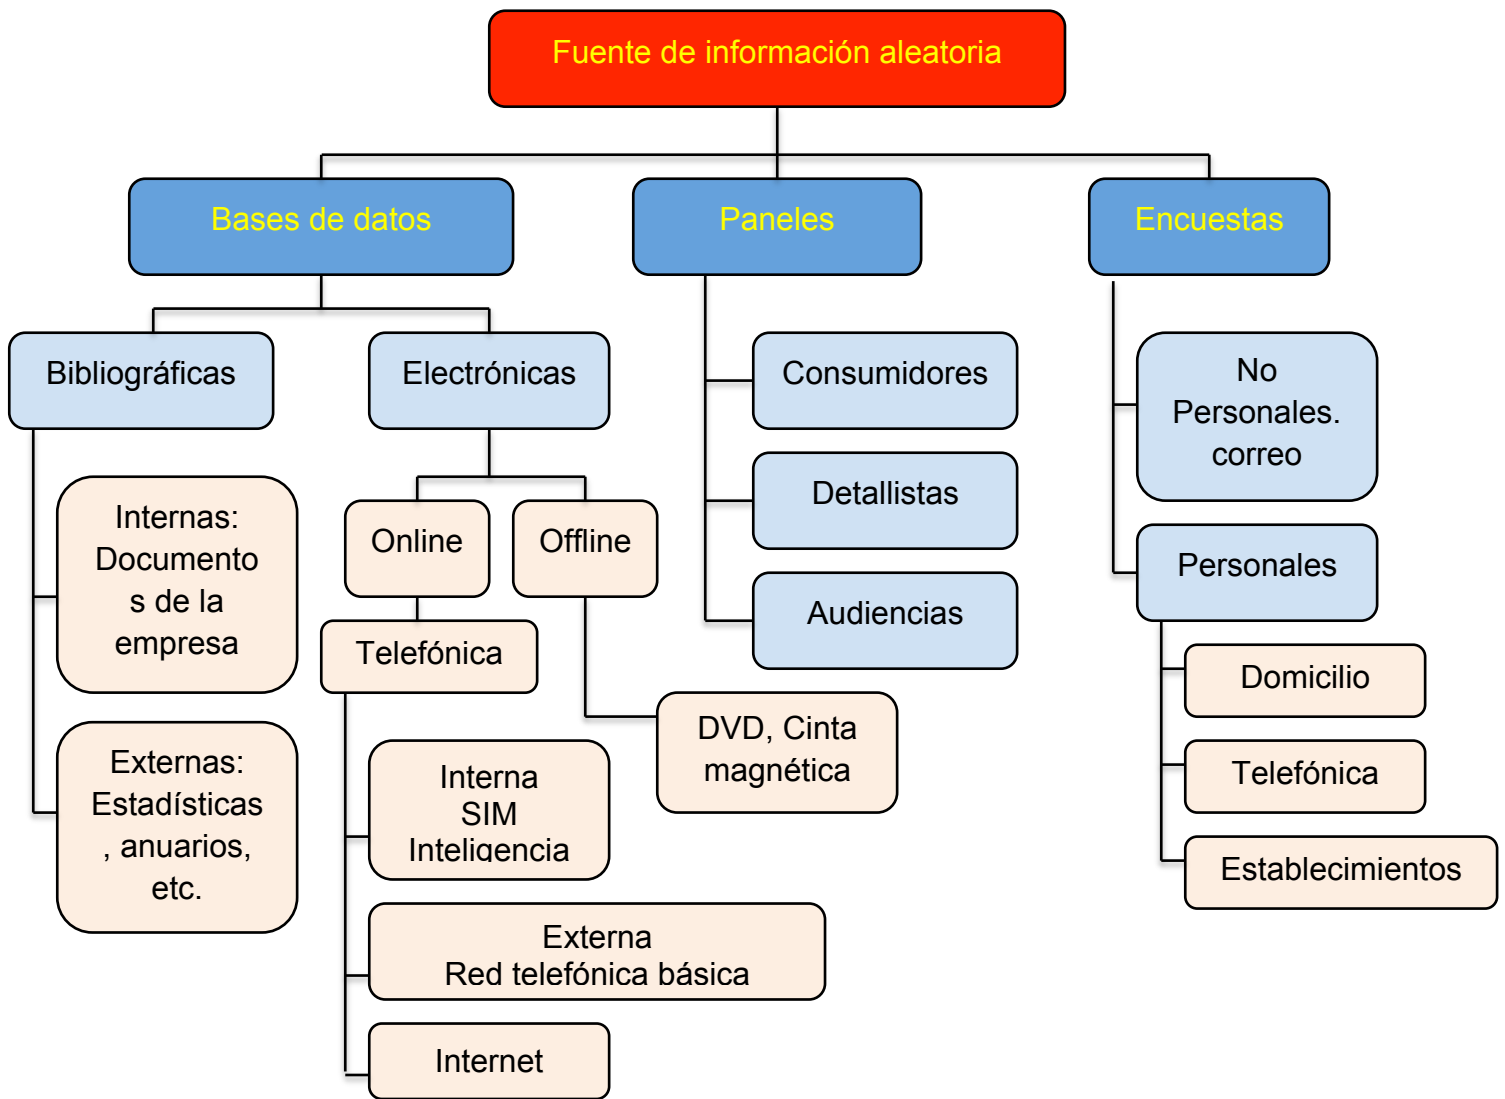 Fuente de información aleatoria
Bases de datos
Paneles
Encuestas
Bibliográficas
Electrónicas
Consumidores
No
Personales.
correo
Detallistas
Internas:
Documento
s de la
empresa
Online
Offline
Personales
Audiencias
Telefónica
Domicilio
DVD, Cinta
magnética
Externas:
Estadísticas
, anuarios,
etc.
Interna
SIM
Inteligencia
Telefónica
Establecimientos
Externa
Red telefónica básica
Internet